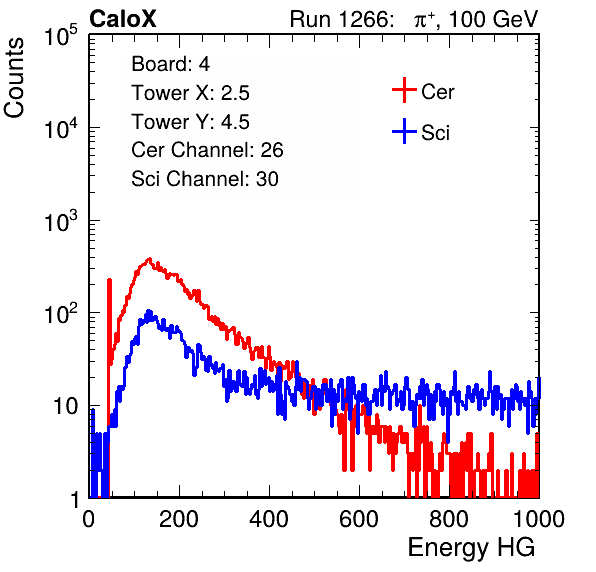 CaloX Run 1266: π⁺, 100 GeV
Counts
10⁵
10⁴
10³
10²
10
1
Board: 4
Tower X: 2.5
Tower Y: 4.5
Cer Channel: 26
Sci Channel: 30
Cer
Sci
0 200 400 600 800 1000
Energy HG